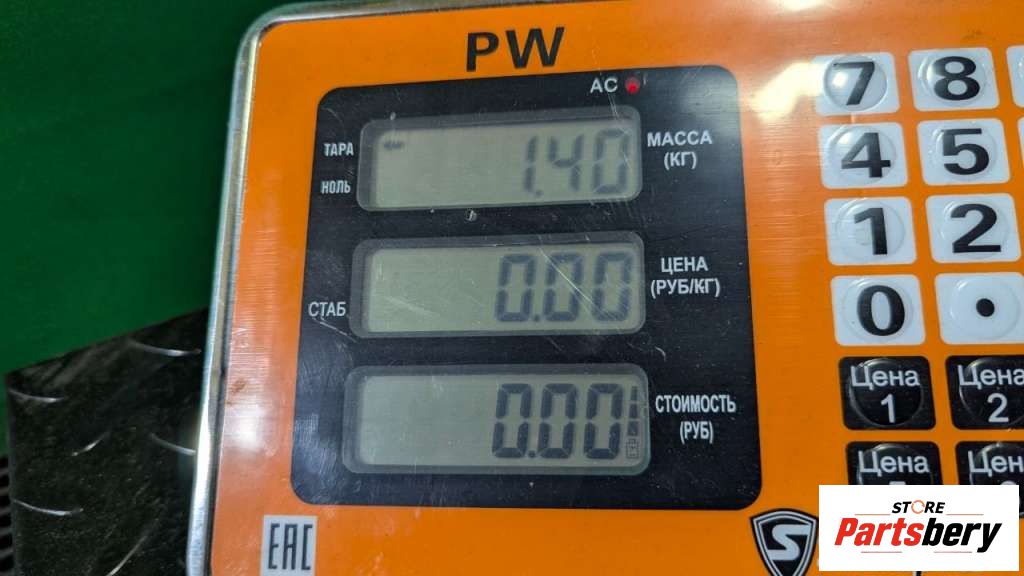 PW
AC
ТАРА
НОЛЬ
1.40
МАССА
(КГ)
СТАБ
0.00
ЦЕНА
(РУБ/КГ)
0.00
СТОИМОСТЬ
(РУБ)
7 8
4 5
1 2
0 .
Цена
1
Цена
2
Цена
EAC
S
STORE
Partsbery